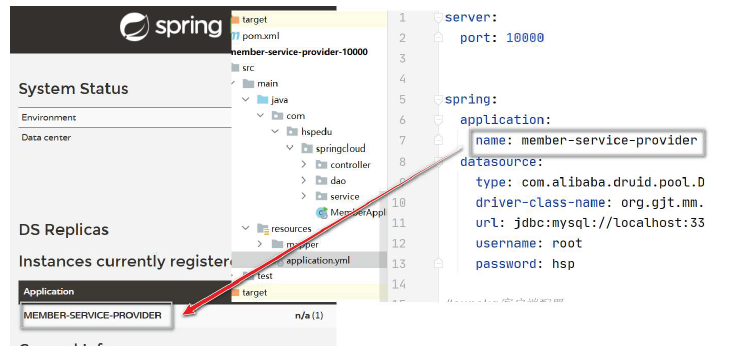 spring
System Status
Environment
Data center
DS Replicas
Instances currently register
Application
MEMBER-SERVICE-PROVIDER
n/a (1)
target
pom.xml
member-service-provider-10000
src
main
java
com
hspedu
springcloud
controller
dao
service
MemberAppl
resources
mapper
application.yml
test
target
1 server:
2 port: 10000
3
4
5 spring:
6 application:
7 name: member-service-provider
8 datasource:
9 type: com.alibaba.druid.pool.D
10 driver-class-name: org.gjt.mm.
11 url: jdbc:mysql://localhost:33
12 username: root
13 password: hsp
14